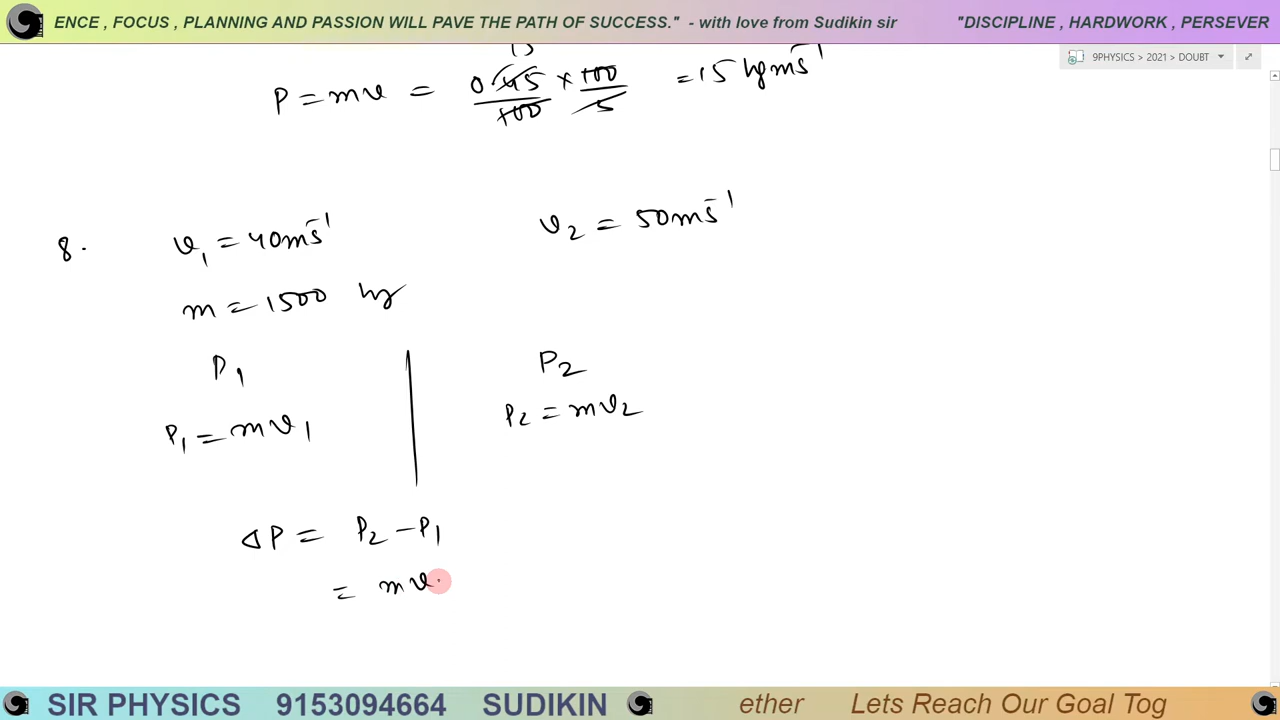 ENCE , FOCUS , PLANNING AND PASSION WILL PAVE THE PATH OF SUCCESS." - with love from Sudikin sir "DISCIPLINE , HARDWORK , PERSEVER
9PHYSICS > 2021 > DOUBT
15
P = mv = 0.45/100 × 100/5 = 15 kgms⁻¹
8. v₁ = 40ms⁻¹ v₂ = 50ms⁻¹
m = 1500 kg
P₁ P₂
P₁ = mv₁ P₂ = mv₂
ΔP = P₂ - P₁
= mv
SIR PHYSICS 9153094664 SUDIKIN ether Lets Reach Our Goal Tog